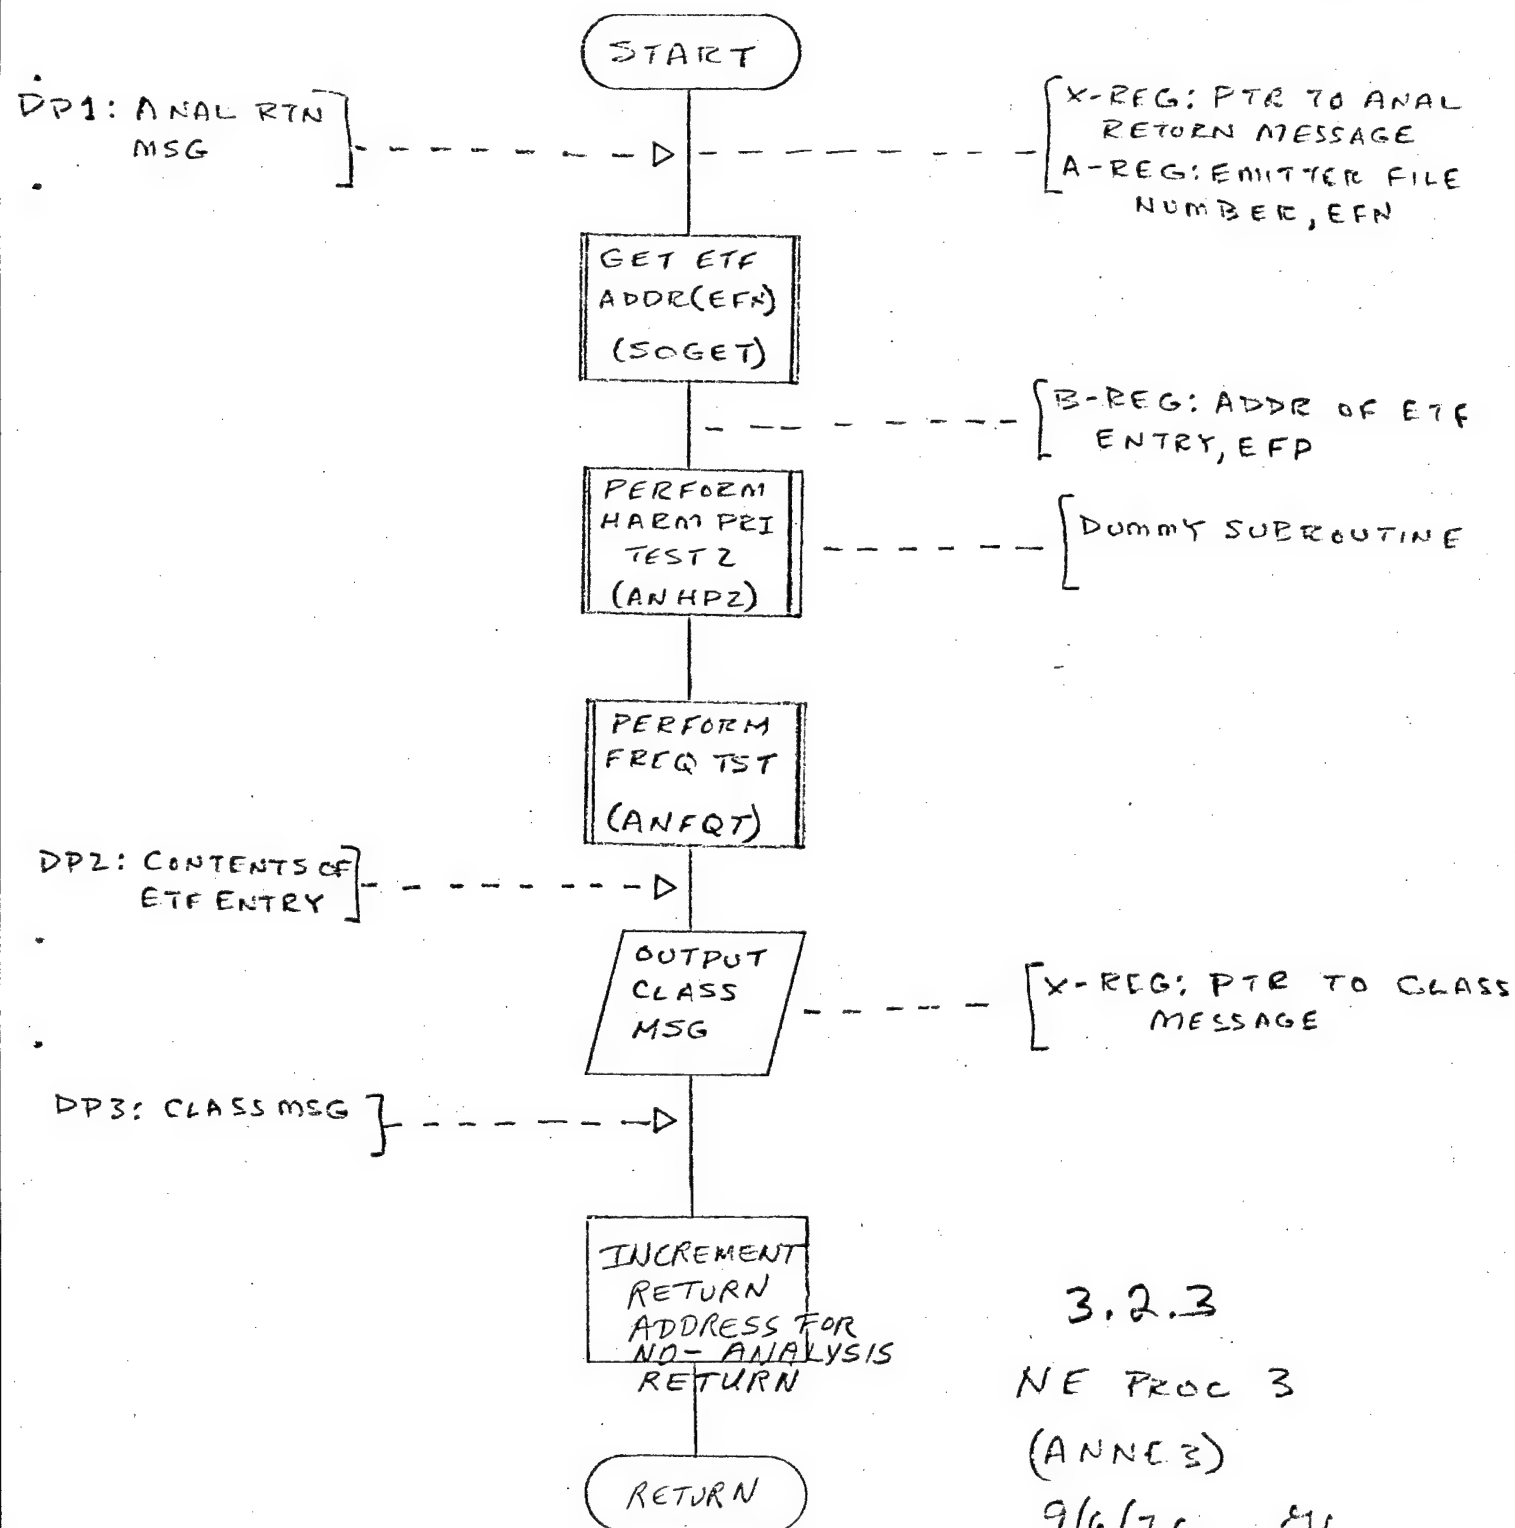 START
DP1: ANAL RTN
MSG
X-REG: PTR TO ANAL
RETURN MESSAGE
A-REG: EMITTER FILE
NUMBER, EFN
GET ETF
ADDR(EFN)
(SOGET)
B-REG: ADDR OF ETF
ENTRY, EFP
PERFORM
HARM PRI
TEST 2
(ANHP2)
DUMMY SUBROUTINE
PERFORM
FREQ TST
(ANFQT)
DP2: CONTENTS OF
ETF ENTRY
OUTPUT
CLASS
MSG
X-REG: PTR TO CLASS
MESSAGE
DP3: CLASS MSG
INCREMENT
RETURN
ADDRESS FOR
NO-ANALYSIS
RETURN
RETURN
3.2.3
NE PROC 3
(ANNE3)